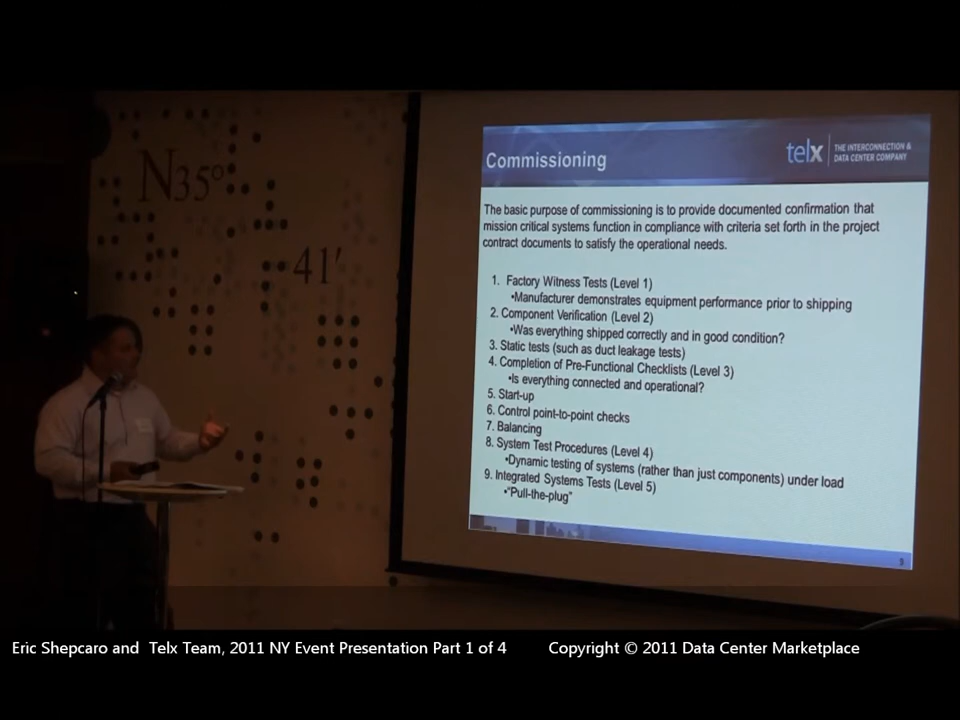 N35°
41'
Commissioning
telx THE INTERCONNECTION &
DATA CENTER COMPANY
The basic purpose of commissioning is to provide documented confirmation that
mission critical systems function in compliance with criteria set forth in the project
contract documents to satisfy the operational needs.
1. Factory Witness Tests (Level 1)
•Manufacturer demonstrates equipment performance prior to shipping
2. Component Verification (Level 2)
•Was everything shipped correctly and in good condition?
3. Static tests (such as duct leakage tests)
4. Completion of Pre-Functional Checklists (Level 3)
•Is everything connected and operational?
5. Start-up
6. Control point-to-point checks
7. Balancing
8. System Test Procedures (Level 4)
•Dynamic testing of systems (rather than just components) under load
9. Integrated Systems Tests (Level 5)
•"Pull-the-plug"
9
Eric Shepcaro and Telx Team, 2011 NY Event Presentation Part 1 of 4 Copyright © 2011 Data Center Marketplace